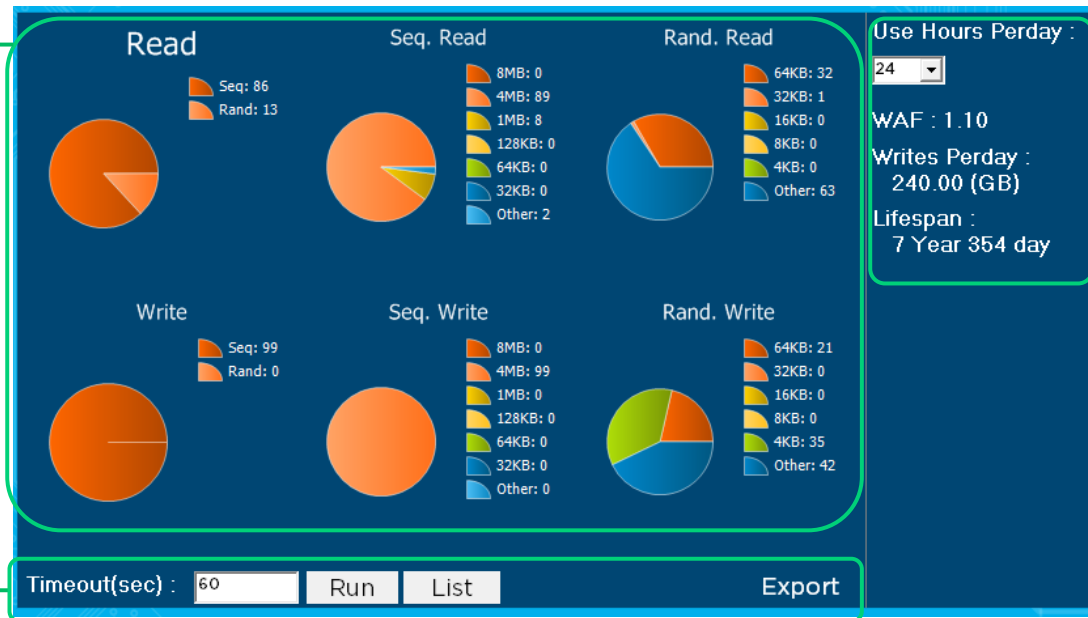 Read
Seq: 86
Rand: 13
Seq. Read
8MB: 0
4MB: 89
1MB: 8
128KB: 0
64KB: 0
32KB: 0
Other: 2
Rand. Read
64KB: 32
32KB: 1
16KB: 0
8KB: 0
4KB: 0
Other: 63
Write
Seq: 99
Rand: 0
Seq. Write
8MB: 0
4MB: 99
1MB: 0
128KB: 0
64KB: 0
32KB: 0
Other: 0
Rand. Write
64KB: 21
32KB: 0
16KB: 0
8KB: 0
4KB: 35
Other: 42
Use Hours Perday :
24
WAF : 1.10
Writes Perday :
240.00 (GB)
Lifespan :
7 Year 354 day
Timeout(sec) : 60 Run List Export